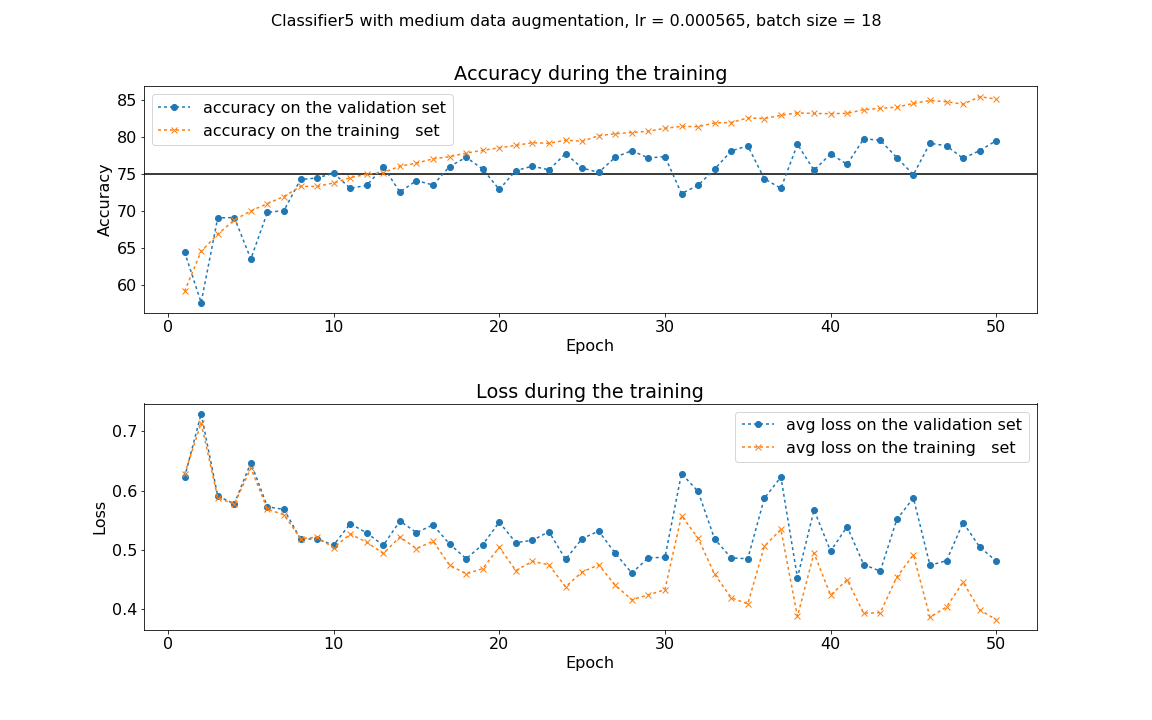 Classifier5 with medium data augmentation, lr = 0.000565, batch size = 18
Accuracy during the training
accuracy on the validation set
accuracy on the training set
85
80
75
70
65
60
Accuracy
0 10 20 30 40 50
Epoch
Loss during the training
avg loss on the validation set
avg loss on the training set
0.7
0.6
0.5
0.4
Loss
0 10 20 30 40 50
Epoch